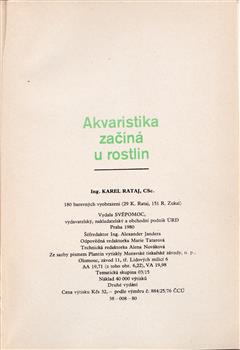 Akvaristika
začíná
u rostlin
Ing. KAREL RATAJ, CSc.
180 barevných vyobrazení (29 K. Rataj, 151 R. Zukal)
Vydalo SVÉPOMOC,
vydavatelský, nakladatelský a obchodní podnik ÚRD
Praha 1980
Šéfredaktor Ing. Alexander Jandera
Odpovědná redaktorka Marie Tatarová
Technická redaktorka Alena Nováková
Ze sazby písmem Plantin vytiskly Moravské tiskařské závody, n. p.,
Olomouc, závod 11, tř. Lidových milicí 6
AA 19,71 (z toho obr. 6,22), VA 19,98
Tematická skupina 03/15
Náklad 40 000 výtisků
Druhé vydání
Cena výtisku Kčs 32,— podle výměru č. 884/25/76 ČCÚ
38-008-80